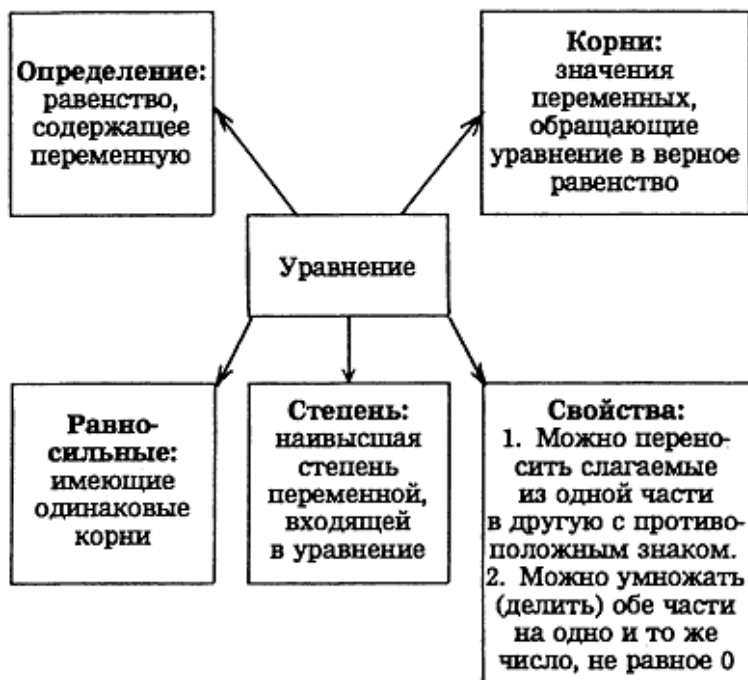 Определение:
равенство,
содержащее
переменную
Корни:
значения
переменных,
обращающие
уравнение в верное
равенство
Уравнение
Равно-
сильные:
имеющие
одинаковые
корни
Степень:
наивысшая
степень
переменной,
входящей
в уравнение
Свойства:
1. Можно перено-
сить слагаемые
из одной части
в другую с противо-
положным знаком.
2. Можно умножать
(делить) обе части
на одно и то же
число, не равное 0